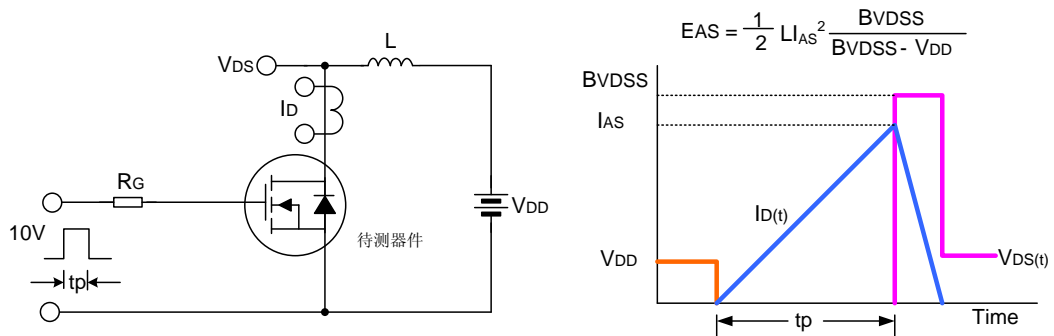 VDS
L
ID
RG
10V
tp
VDD
待测器件
EAS = 1/2 LIAS² BVDSS / BVDSS - VDD
BVDSS
IAS
ID(t)
VDD
VDS(t)
tp
Time